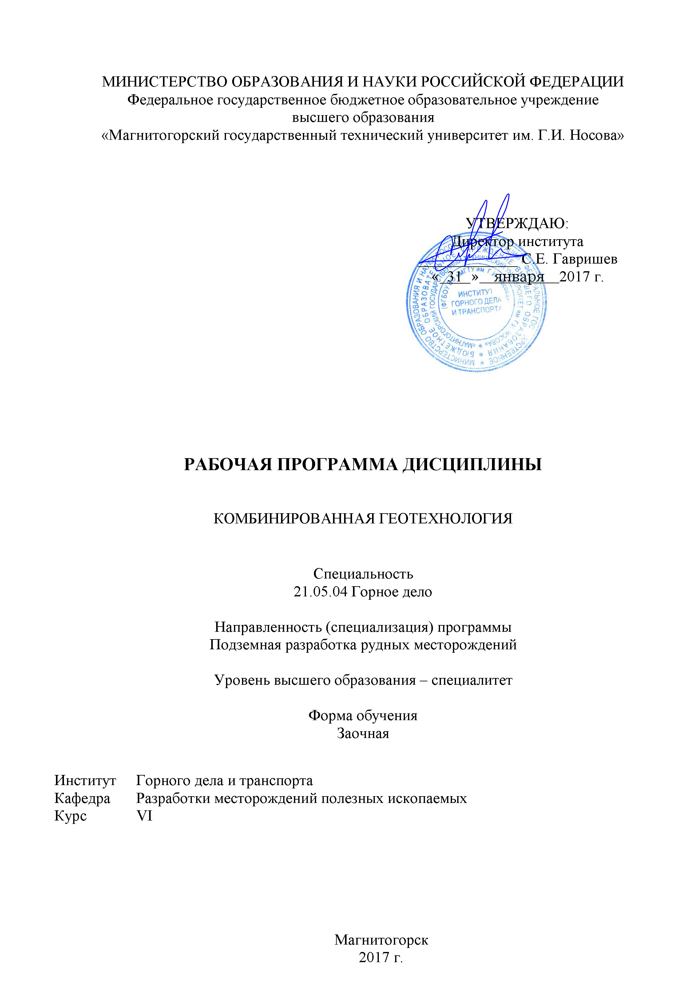 МИНИСТЕРСТВО ОБРАЗОВАНИЯ И НАУКИ РОССИЙСКОЙ ФЕДЕРАЦИИ
Федеральное государственное бюджетное образовательное учреждение
высшего образования
«Магнитогорский государственный технический университет им. Г.И. Носова»
УТВЕРЖДАЮ:
Директор института
С.Е. Гавришев
« 31 » января 2017 г.
ИНСТИТУТ
ГОРНОГО ДЕЛА
И ТРАНСПОРТА
РАБОЧАЯ ПРОГРАММА ДИСЦИПЛИНЫ
КОМБИНИРОВАННАЯ ГЕОТЕХНОЛОГИЯ
Специальность
21.05.04 Горное дело
Направленность (специализация) программы
Подземная разработка рудных месторождений
Уровень высшего образования – специалитет
Форма обучения
Заочная
Институт Горного дела и транспорта
Кафедра Разработки месторождений полезных ископаемых
Курс VI
Магнитогорск
2017 г.